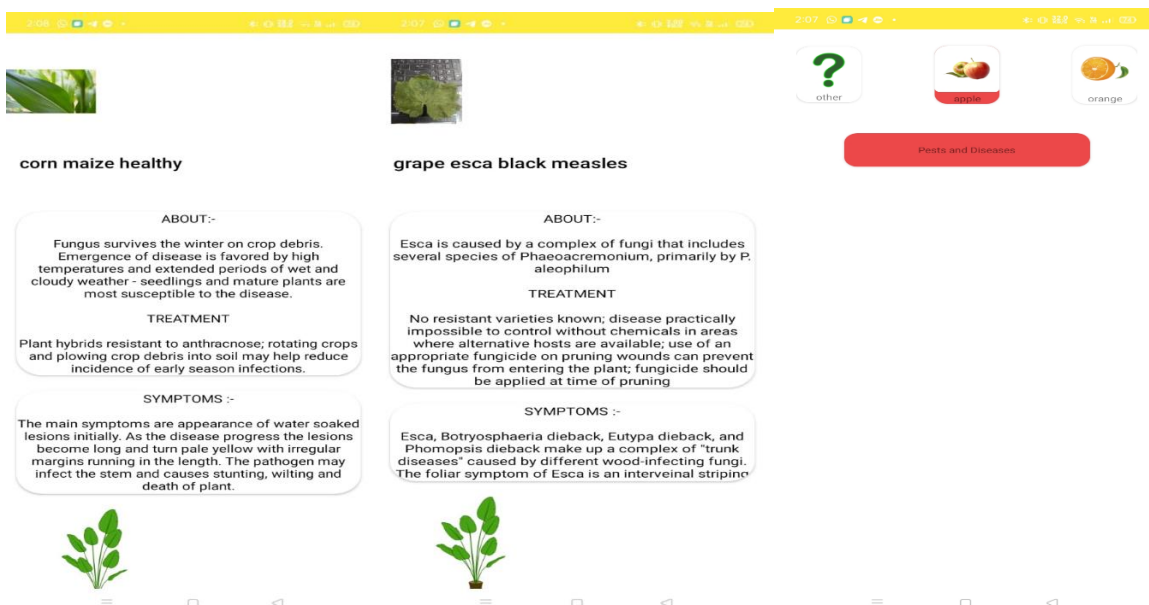 2:08
corn maize healthy
ABOUT:-
Fungus survives the winter on crop debris.
Emergence of disease is favored by high
temperatures and extended periods of wet and
cloudy weather - seedlings and mature plants are
most susceptible to the disease.
TREATMENT
Plant hybrids resistant to anthracnose; rotating crops
and plowing crop debris into soil may help reduce
incidence of early season infections.
SYMPTOMS :-
The main symptoms are appearance of water soaked
lesions initially. As the disease progress the lesions
become long and turn pale yellow with irregular
margins running in the length. The pathogen may
infect the stem and causes stunting, wilting and
death of plant.
2:07
grape esca black measles
ABOUT:-
Esca is caused by a complex of fungi that includes
several species of Phaeoacremonium, primarily by P.
aleophilum
TREATMENT
No resistant varieties known; disease practically
impossible to control without chemicals in areas
where alternative hosts are available; use of an
appropriate fungicide on pruning wounds can prevent
the fungus from entering the plant; fungicide should
be applied at time of pruning
SYMPTOMS :-
Esca, Botryosphaeria dieback, Eutypa dieback, and
Phomopsis dieback make up a complex of "trunk
diseases" caused by different wood-infecting fungi.
The foliar symptom of Esca is an interveinal striping
2:07
other
apple
orange
Pests and Diseases